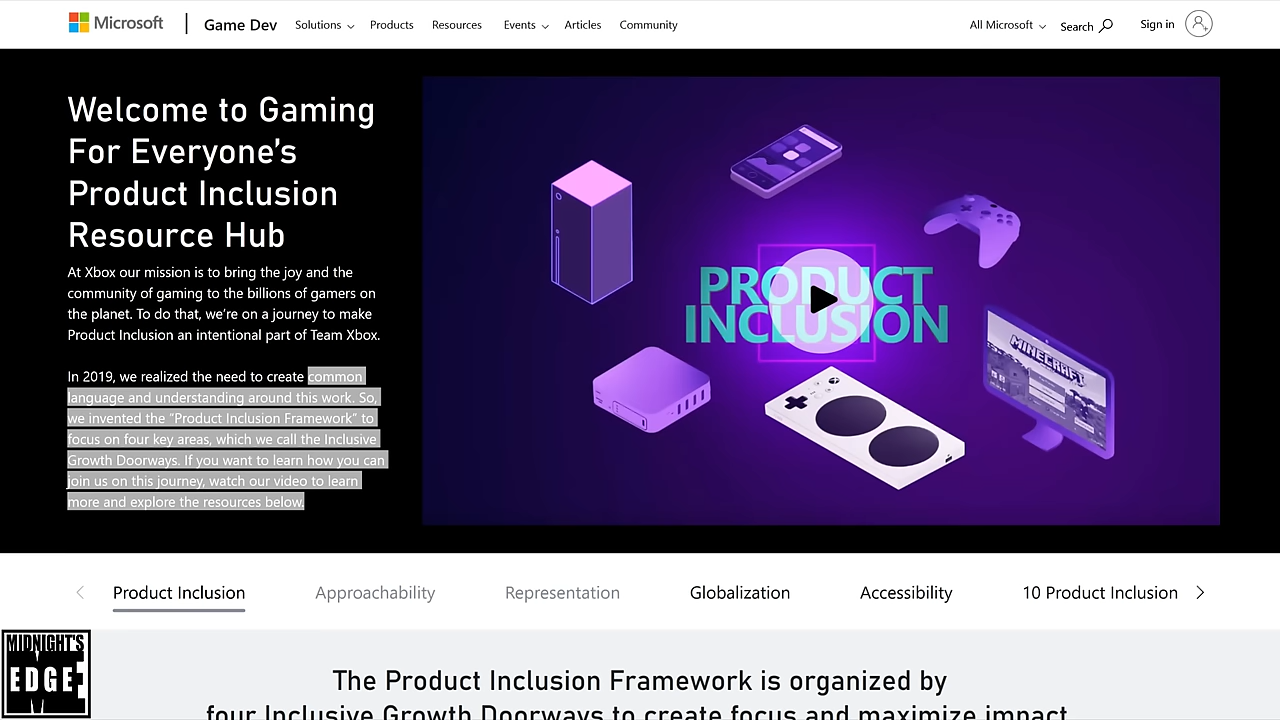 Microsoft | Game Dev Solutions Products Resources Events Articles Community All Microsoft Search Sign in
Welcome to Gaming
For Everyone’s
Product Inclusion
Resource Hub
At Xbox our mission is to bring the joy and the
community of gaming to the billions of gamers on
the planet. To do that, we’re on a journey to make
Product Inclusion an intentional part of Team Xbox.
In 2019, we realized the need to create common
language and understanding around this work. So,
we invented the “Product Inclusion Framework” to
focus on four key areas, which we call the Inclusive
Growth Doorways. If you want to learn how you can
join us on this journey, watch our video to learn
more and explore the resources below.
PRODUCT
INCLUSION
MINECRAFT
Product Inclusion Approachability Representation Globalization Accessibility 10 Product Inclusion
MIDNIGHT'S
EDGE
The Product Inclusion Framework is organized by
four Inclusive Growth Doorways to create focus and maximize impact